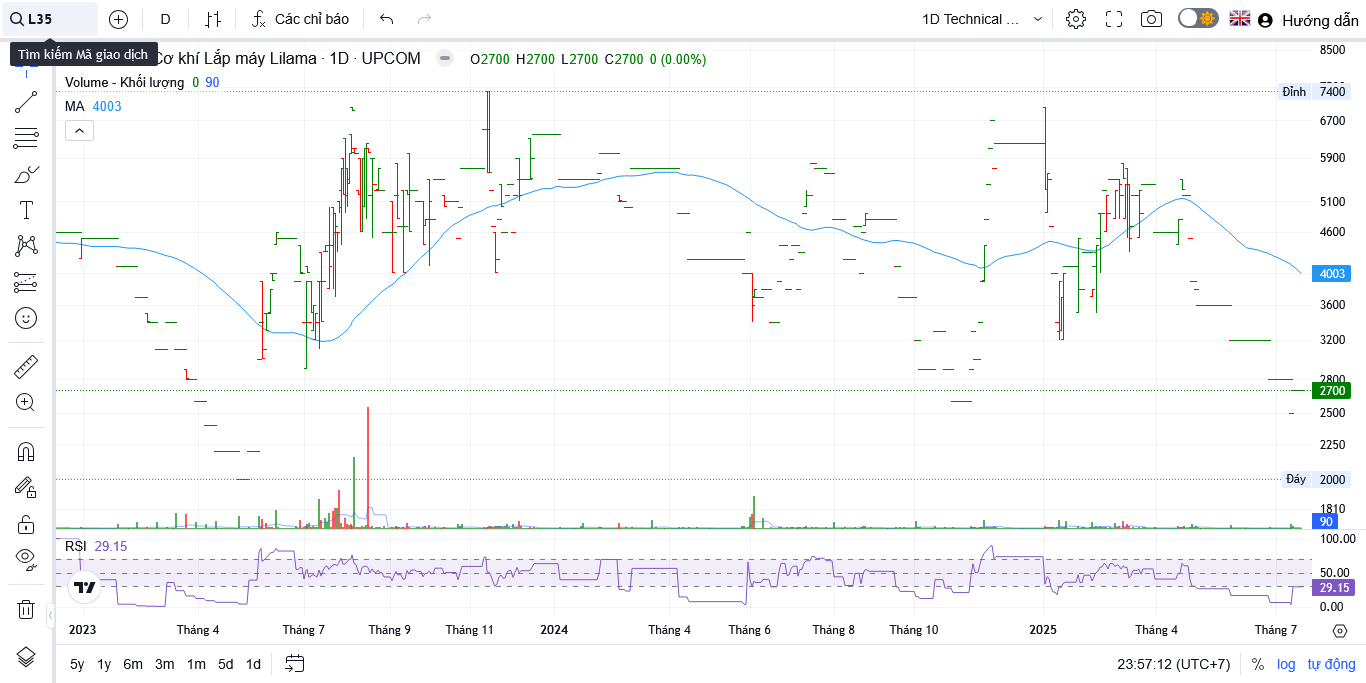 L35
D
Các chỉ báo
1D Technical ...
Hướng dẫn
Tìm kiếm Mã giao dịch
Cơ khí Lắp máy Lilama · 1D · UPCOM
O2700 H2700 L2700 C2700 0 (0.00%)
Volume - Khối lượng 0 90
MA 4003
8500
Đỉnh 7400
6700
5900
5100
4600
4003
3600
3200
2800
2700
2500
2250
Đáy 2000
1810
90
RSI 29.15
100.00
50.00
29.15
0.00
2023 Tháng 4 Tháng 7 Tháng 9 Tháng 11 2024 Tháng 4 Tháng 6 Tháng 8 Tháng 10 2025 Tháng 4 Tháng 7
5y 1y 6m 3m 1m 5d 1d
23:57:12 (UTC+7) % log tự động